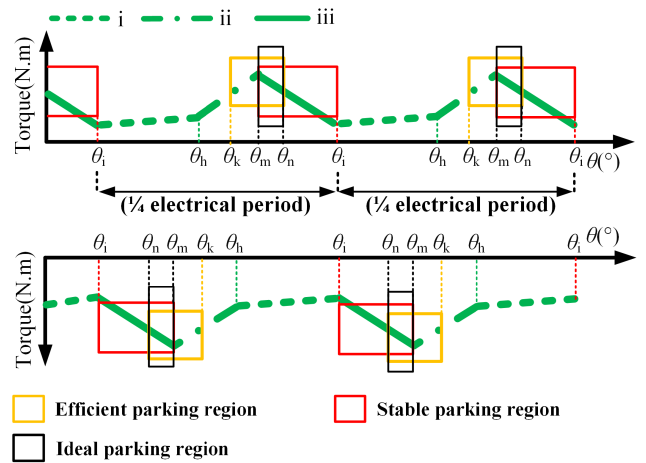 i ii iii
Torque(N.m)
θi θh θk θm θn θi θh θk θm θn θi θ(°)
(¼ electrical period) (¼ electrical period)
θi θn θm θk θh θi θn θm θk θh θı θ(°)
Torque(N.m)
Efficient parking region
Stable parking region
Ideal parking region